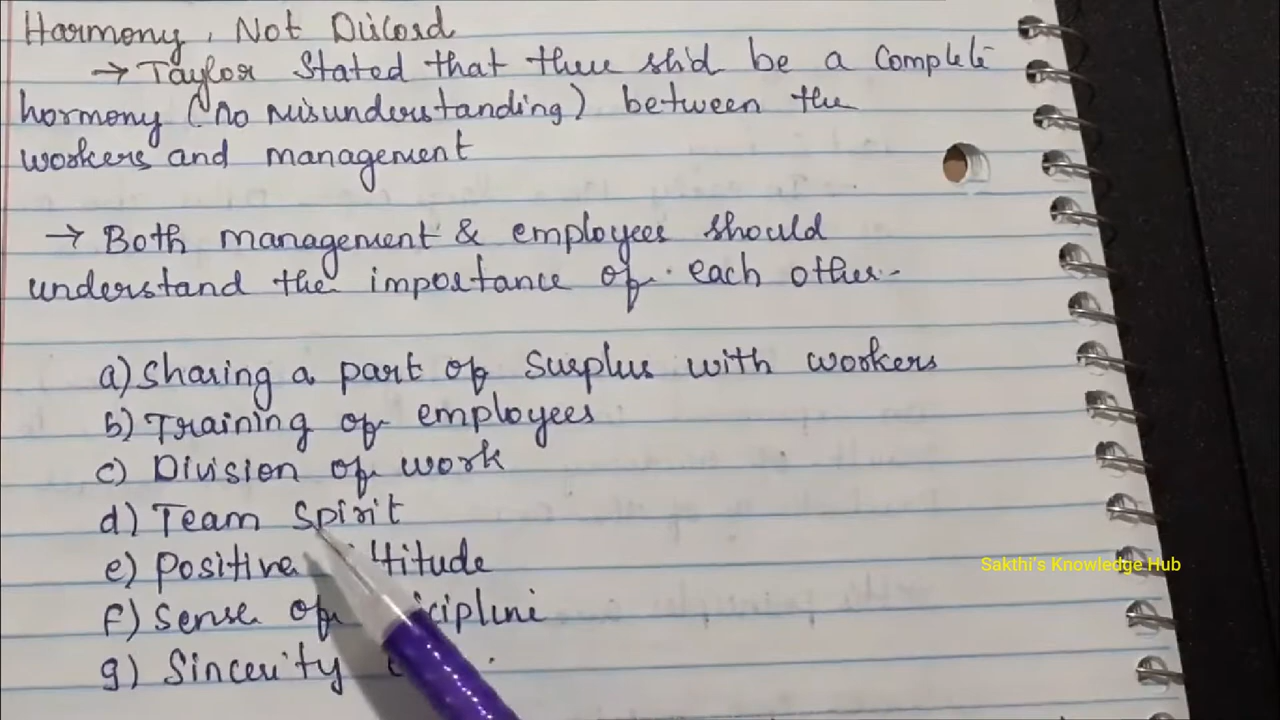 Harmony, Not Discord
→ Taylor Stated that there sh'd be a Complete
hormony (no misunderstanding) between the
workers and management
→ Both management & employees should
understand the importance of each other.
a) Sharing a part of Surplus with workers
b) Training of employees
c) Division of work
d) Team Spirit
e) Positive
f) Sense of
g) Sincerity
Sakthi's Knowledge Hub